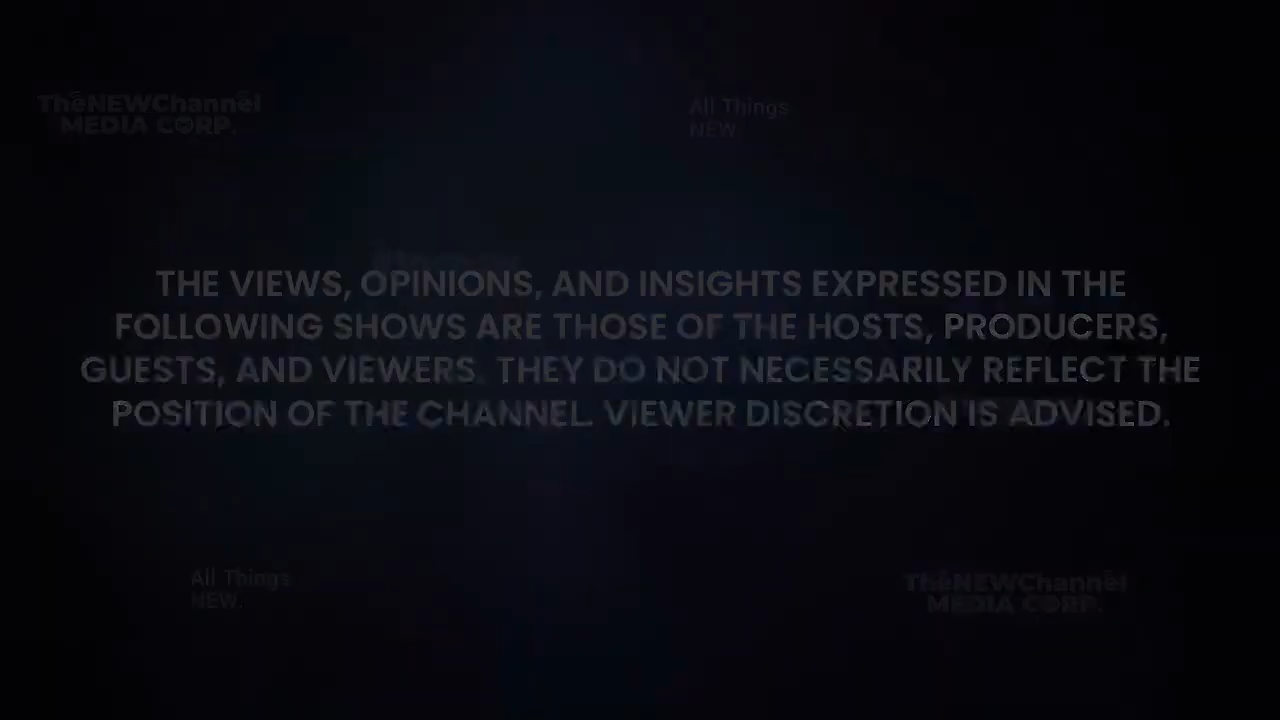 TheNEWChannel
MEDIA CORP.
All Things
NEW.
THE VIEWS, OPINIONS, AND INSIGHTS EXPRESSED IN THE
FOLLOWING SHOWS ARE THOSE OF THE HOSTS, PRODUCERS,
GUESTS, AND VIEWERS. THEY DO NOT NECESSARILY REFLECT THE
POSITION OF THE CHANNEL. VIEWER DISCRETION IS ADVISED.
All Things
NEW.
TheNEWChannel
MEDIA CORP.